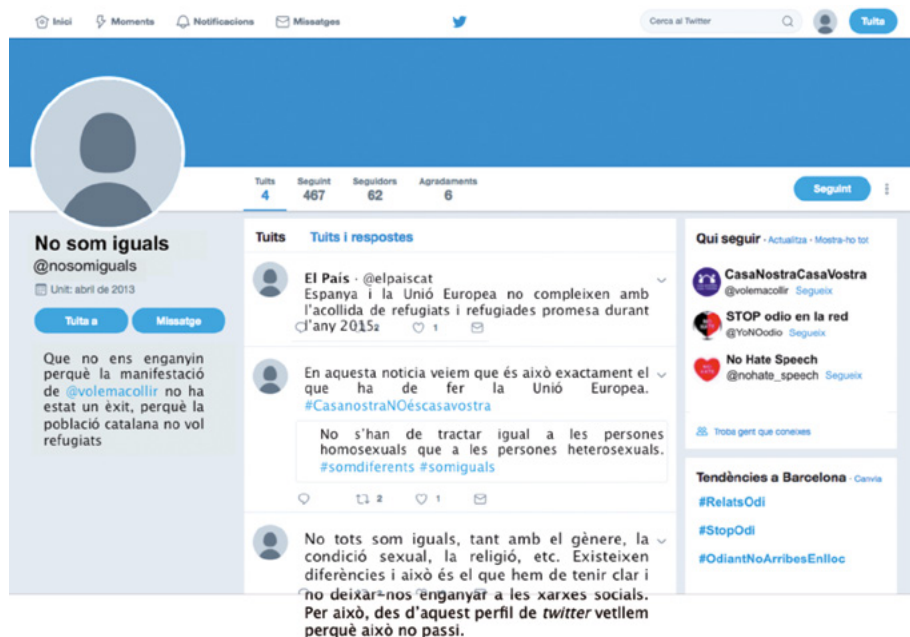 Inici Moments Notificacions Missatges Cerca al Twitter Tuita
Tuits Seguint Seguidors Agradaments
4 467 62 6
Seguint
No som iguals
@nosomiguals
Unit: abril de 2013
Tuita a Missatge
Que no ens enganyin
perquè la manifestació
de @volemacollir no ha
estat un èxit, perquè la
població catalana no vol
refugiats
Tuits Tuits i respostes
El País · @elpaiscat
Espanya i la Unió Europea no compleixen amb
l'acollida de refugiats i refugiades promesa durant
l'any 2015.
2 1
En aquesta noticia veiem que és això exactament el
que ha de fer la Unió Europea.
#CasanostraNOéscasavostra
No s'han de tractar igual a les persones
homosexuals que a les persones heterosexuals.
#somdiferents #somiguals
2 1
No tots som iguals, tant amb el gènere, la
condició sexual, la religió, etc. Existeixen
diferències i això és el que hem de tenir clar i
no deixar-nos enganyar a les xarxes socials.
Per això, des d'aquest perfil de twitter vetllem
perquè això no passi.
Qui seguir · Actualitza · Mostra-ho tot
CasaNostraCasaVostra
@volemacollir Segueix
STOP odio en la red
@YoNOodio Segueix
No Hate Speech
@nohate_speech Segueix
Troba gent que coneixes
Tendències a Barcelona · Canvia
#RelatsOdi
#StopOdi
#OdiantNoArribesEnlloc